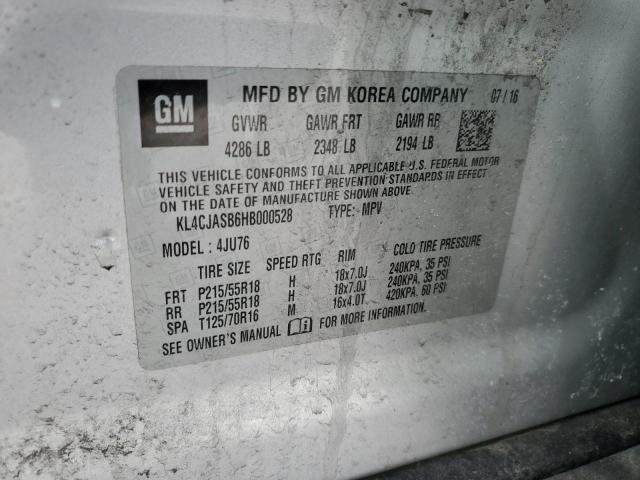 GM
MFD BY GM KOREA COMPANY 07/16
GVWR GAWR FRT GAWR RR
4286 LB 2348 LB 2194 LB
THIS VEHICLE CONFORMS TO ALL APPLICABLE U.S. FEDERAL MOTOR
VEHICLE SAFETY AND THEFT PREVENTION STANDARDS IN EFFECT
ON THE DATE OF MANUFACTURE SHOWN ABOVE.
KL4CJASB6HB000528 TYPE: MPV
MODEL : 4JU76
TIRE SIZE SPEED RTG RIM COLD TIRE PRESSURE
FRT P215/55R18 H 18x7.0J 240KPA, 35 PSI
RR P215/55R18 H 18x7.0J 240KPA, 35 PSI
SPA T125/70R16 M 16x4.0T 420KPA, 60 PSI
SEE OWNER'S MANUAL FOR MORE INFORMATION.